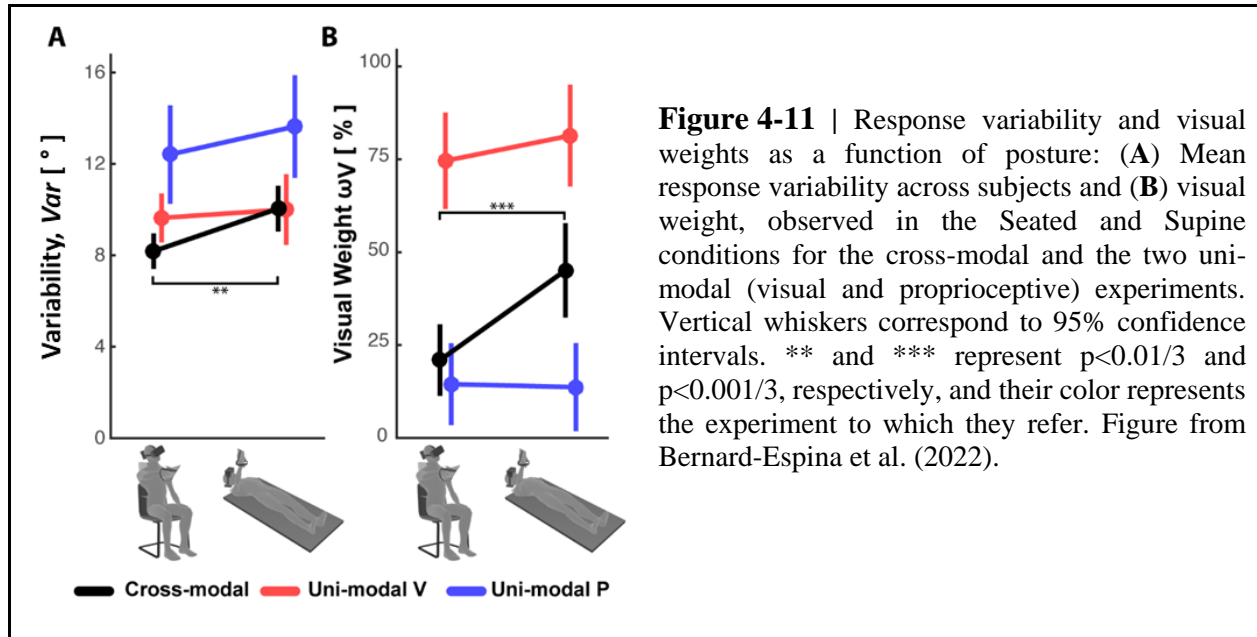 A
B
16
12
8
4
0
Variability, Var [ ° ]
**
100
75
50
25
0
Visual Weight ωV [ % ]
***
Cross-modal
Uni-modal V
Uni-modal P
Figure 4-11 | Response variability and visual
weights as a function of posture: (A) Mean
response variability across subjects and (B) visual
weight, observed in the Seated and Supine
conditions for the cross-modal and the two uni-
modal (visual and proprioceptive) experiments.
Vertical whiskers correspond to 95% confidence
intervals. ** and *** represent p<0.01/3 and
p<0.001/3, respectively, and their color represents
the experiment to which they refer. Figure from
Bernard-Espina et al. (2022).